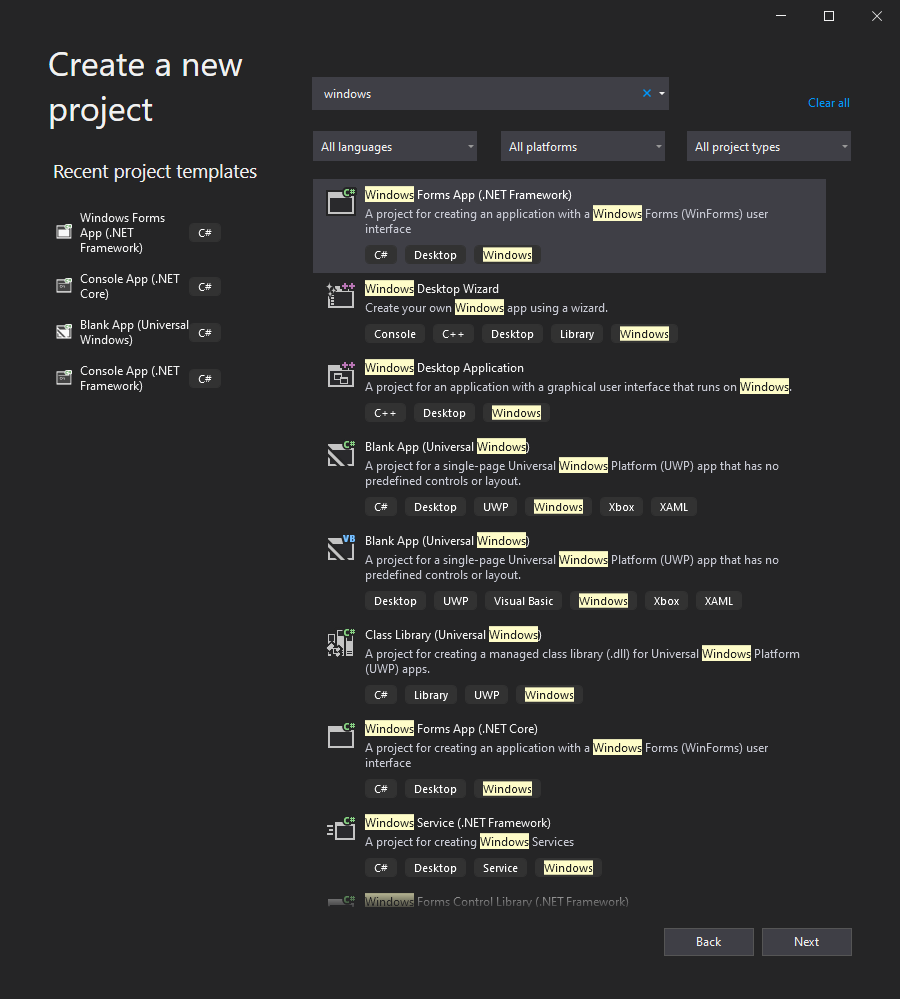 Create a new
project
Recent project templates
Windows Forms
App (.NET
Framework)
C#
Console App (.NET
Core)
C#
Blank App (Universal
Windows)
C#
Console App (.NET
Framework)
C#
windows
Clear all
All languages
All platforms
All project types
C#
Windows Forms App (.NET Framework)
A project for creating an application with a Windows Forms (WinForms) user
interface
C# Desktop Windows
++
Windows Desktop Wizard
Create your own Windows app using a wizard.
Console C++ Desktop Library Windows
++
Windows Desktop Application
A project for an application with a graphical user interface that runs on Windows.
C++ Desktop Windows
C#
Blank App (Universal Windows)
A project for a single-page Universal Windows Platform (UWP) app that has no
predefined controls or layout.
C# Desktop UWP Windows Xbox XAML
VB
Blank App (Universal Windows)
A project for a single-page Universal Windows Platform (UWP) app that has no
predefined controls or layout.
Desktop UWP Visual Basic Windows Xbox XAML
C#
Class Library (Universal Windows)
A project for creating a managed class library (.dll) for Universal Windows Platform
(UWP) apps.
C# Library UWP Windows
C#
Windows Forms App (.NET Core)
A project for creating an application with a Windows Forms (WinForms) user
interface
C# Desktop Windows
C#
Windows Service (.NET Framework)
A project for creating Windows Services
C# Desktop Service Windows
C#
Windows Forms Control Library (.NET Framework)
Back
Next